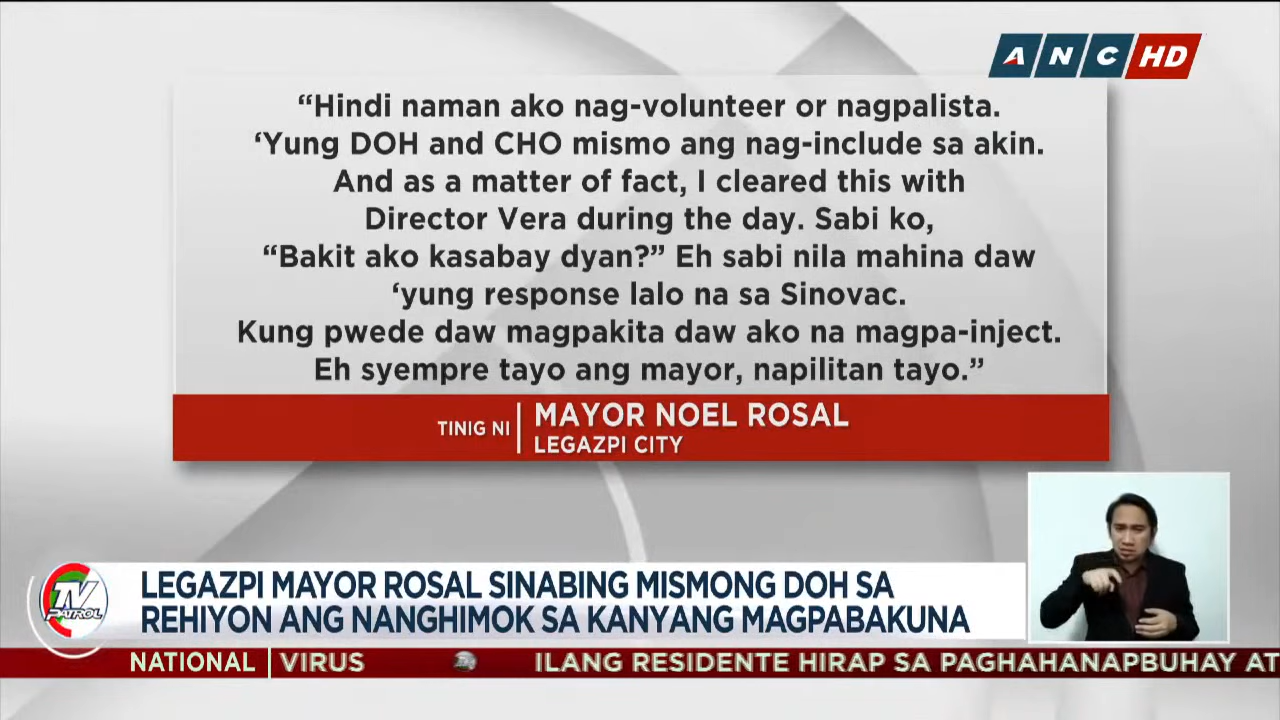 ANC HD
“Hindi naman ako nag-volunteer or nagpalista.
‘Yung DOH and CHO mismo ang nag-include sa akin.
And as a matter of fact, I cleared this with
Director Vera during the day. Sabi ko,
“Bakit ako kasabay dyan?” Eh sabi nila mahina daw
‘yung response lalo na sa Sinovac.
Kung pwede daw magpakita daw ako na magpa-inject.
Eh syempre tayo ang mayor, napilitan tayo.”
TINIG NI
MAYOR NOEL ROSAL
LEGAZPI CITY
TV PATROL
LEGAZPI MAYOR ROSAL SINABING MISMONG DOH SA
REHIYON ANG NANGHIMOK SA KANYANG MAGPABAKUNA
NATIONAL VIRUS ILANG RESIDENTE HIRAP SA PAGHAHANAPBUHAY AT